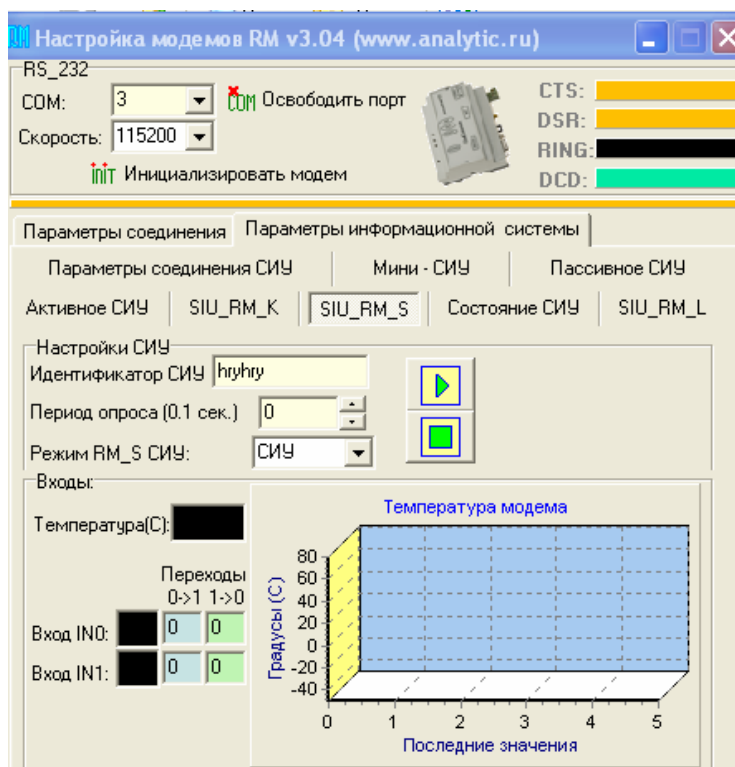 Настройка модемов RM v3.04 (www.analytic.ru)
RS_232
COM: 3
COM Освободить порт
CTS:
Скорость: 115200
DSR:
RING:
init Инициализировать модем
DCD:
Параметры соединения Параметры информационной системы
Параметры соединения СИУ Мини - СИУ Пассивное СИУ
Активное СИУ SIU_RM_K SIU_RM_S Состояние СИУ SIU_RM_L
Настройки СИУ
Идентификатор СИУ hryhry
Период опроса (0.1 сек.) 0
Режим RM_S СИУ: СИУ
Входы:
Температура(С):
Переходы
0->1 1->0
Вход IN0: 0 0
Вход IN1: 0 0
Температура модема
Градусы (С)
80
60
40
20
0
-20
-40
0 1 2 3 4 5
Последние значения